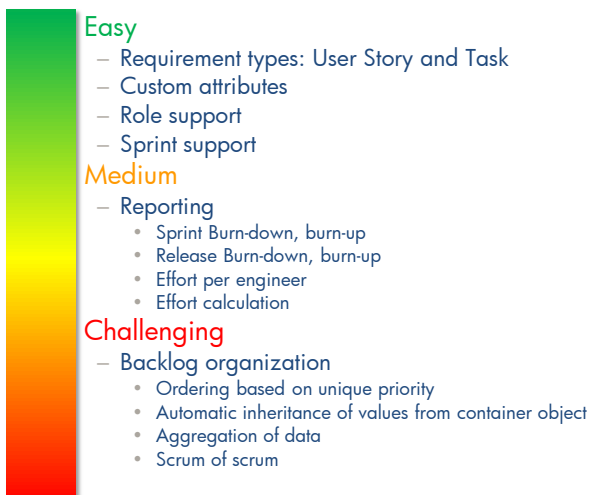 Easy
– Requirement types: User Story and Task
– Custom attributes
– Role support
– Sprint support
Medium
– Reporting
• Sprint Burn-down, burn-up
• Release Burn-down, burn-up
• Effort per engineer
• Effort calculation
Challenging
– Backlog organization
• Ordering based on unique priority
• Automatic inheritance of values from container object
• Aggregation of data
• Scrum of scrum